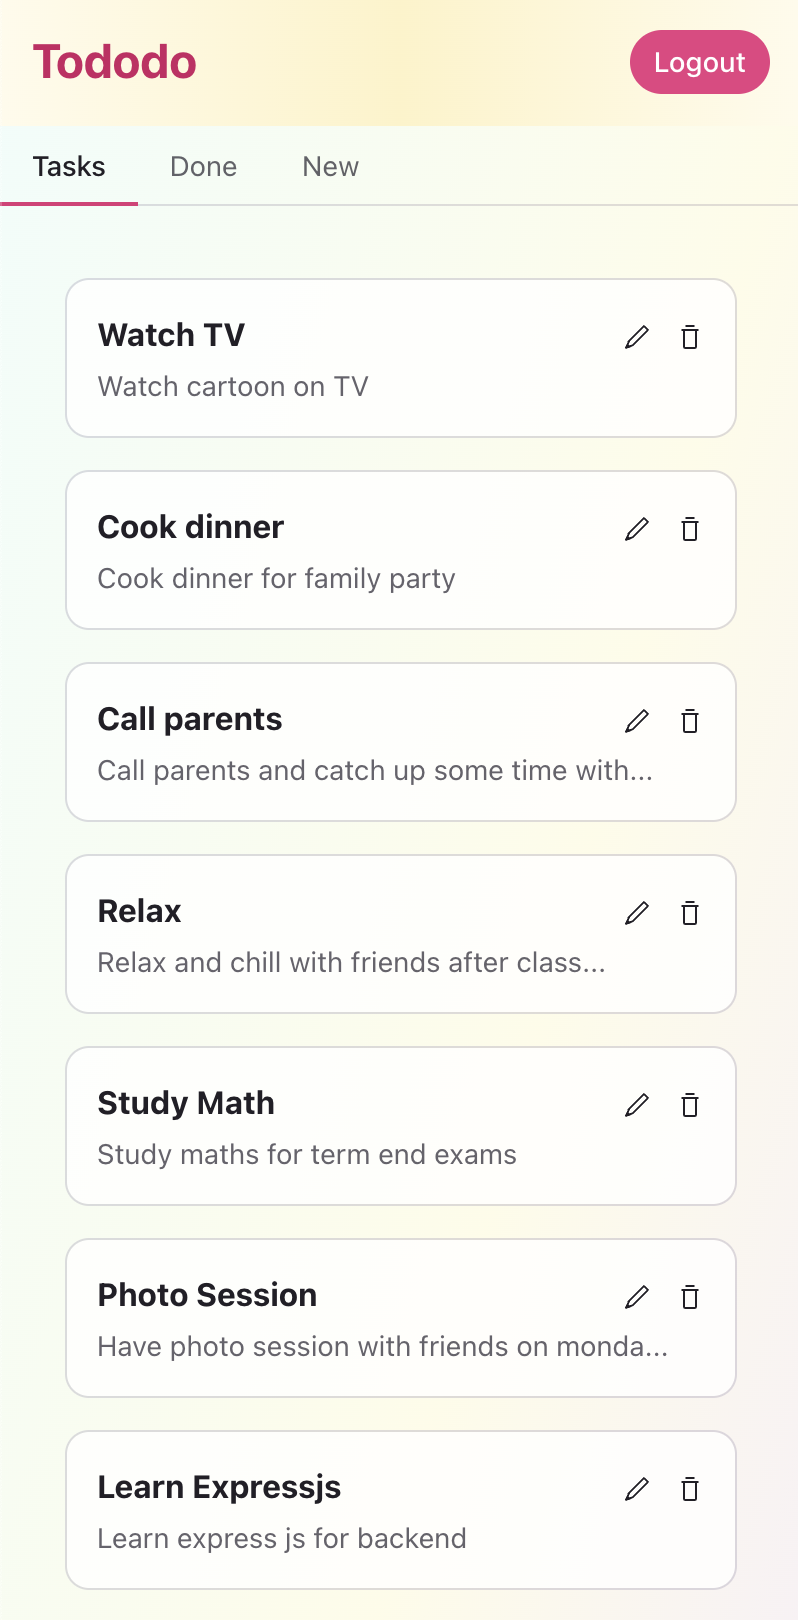 Tododo
Logout
Tasks
Done
New
Watch TV
Watch cartoon on TV
Cook dinner
Cook dinner for family party
Call parents
Call parents and catch up some time with...
Relax
Relax and chill with friends after class...
Study Math
Study maths for term end exams
Photo Session
Have photo session with friends on monda...
Learn Expressjs
Learn express js for backend